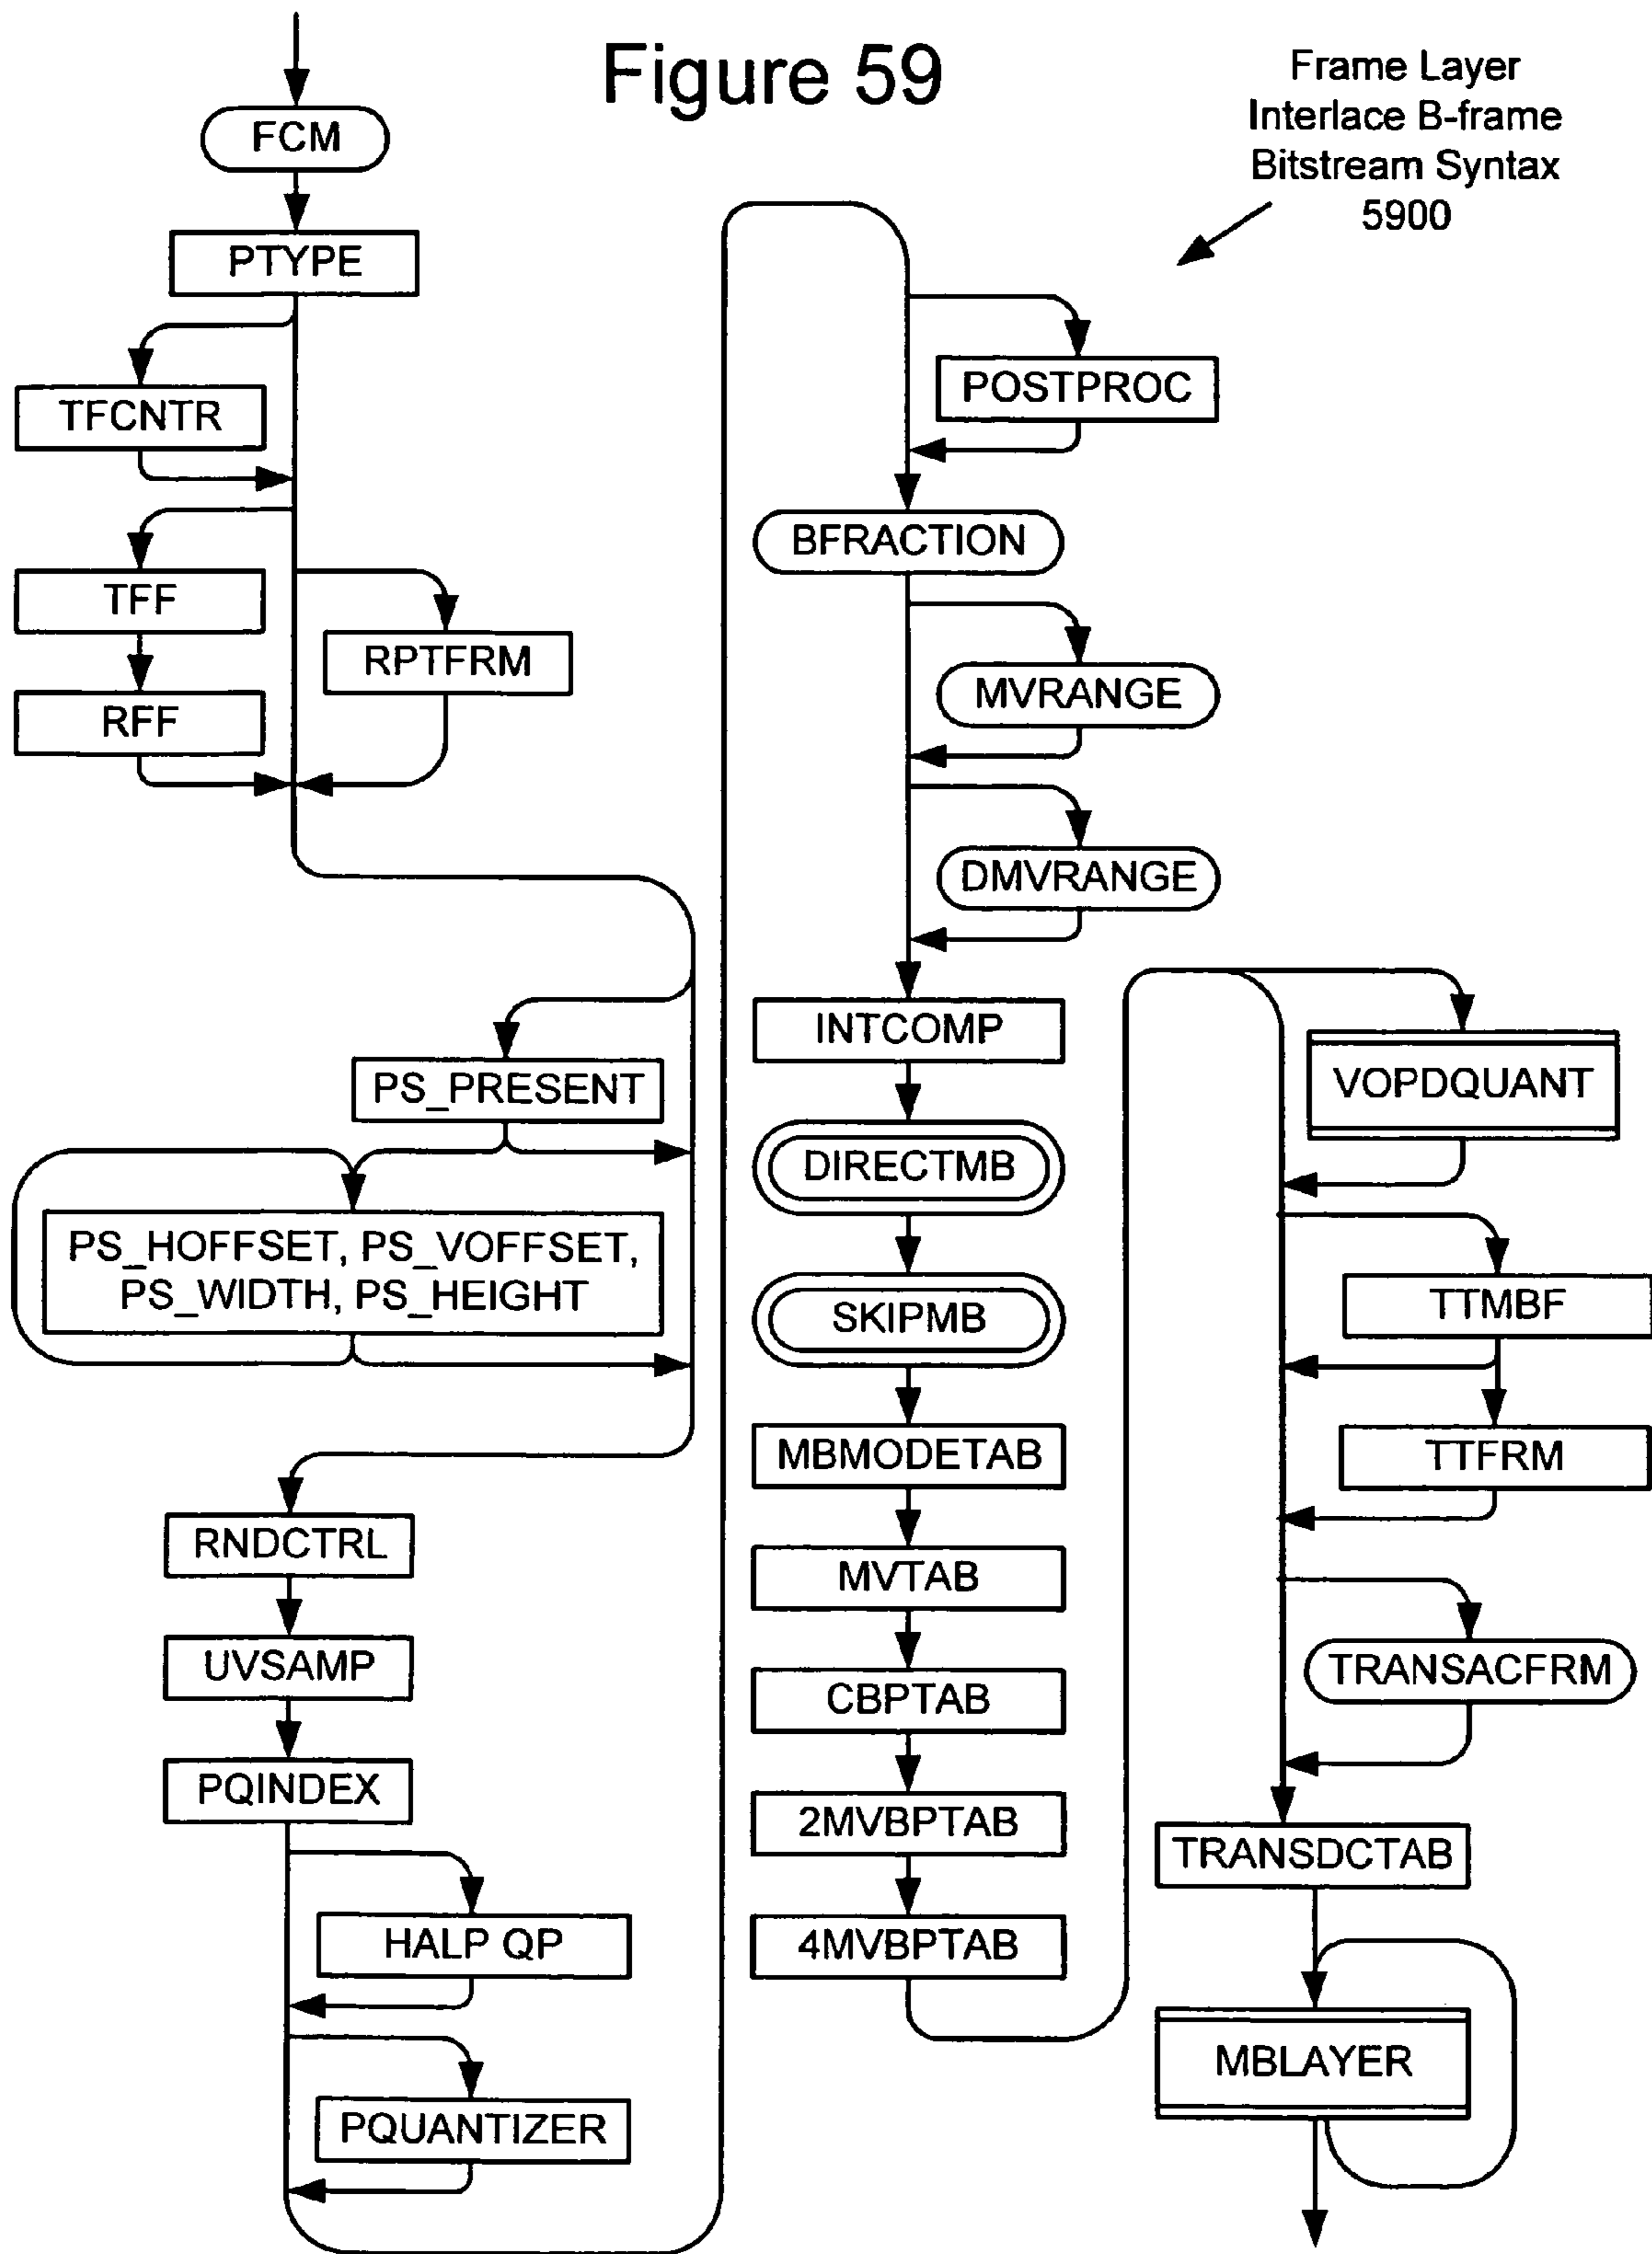 Figure 59
Frame Layer
Interlace B-frame
Bitstream Syntax
5900
FCM
PTYPE
TFCNTR
TFF
RPTFRM
RFF
PS_PRESENT
PS_HOFFSET, PS_VOFFSET,
PS_WIDTH, PS_HEIGHT
RNDCTRL
UVSAMP
PQINDEX
HALP QP
PQUANTIZER
POSTPROC
BFRACTION
MVRANGE
DMVRANGE
INTCOMP
DIRECTMB
SKIPMB
MBMODETAB
MVTAB
CBPTAB
2MVBPTAB
4MVBPTAB
VOPDQUANT
TTMBF
TTFRM
TRANSACFRM
TRANSDCTAB
MBLAYER